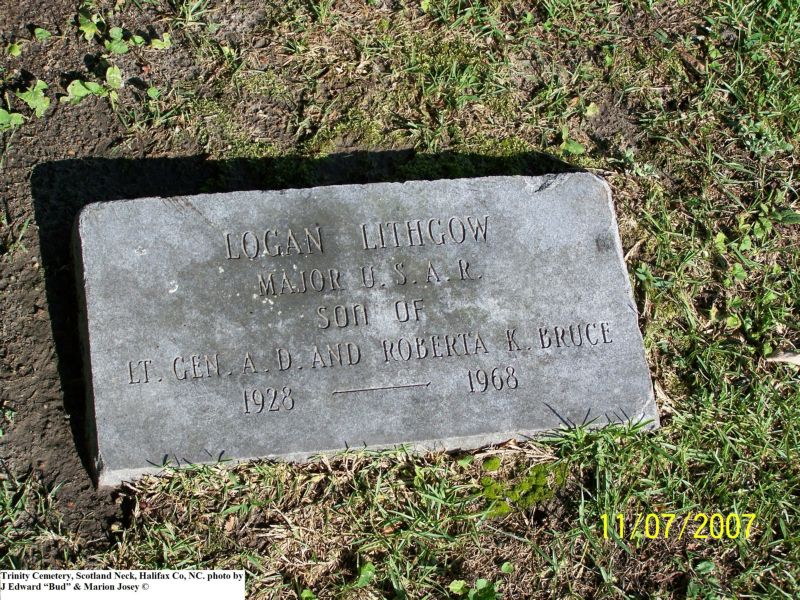 LOGAN LITHGOW
MAJOR U.S.A.R.
SON OF
LT. GEN. A. D. AND ROBERTA K. BRUCE
1928 — 1968
11/07/2007
Trinity Cemetery, Scotland Neck, Halifax Co, NC. photo by
J Edward “Bud” & Marion Josey ©